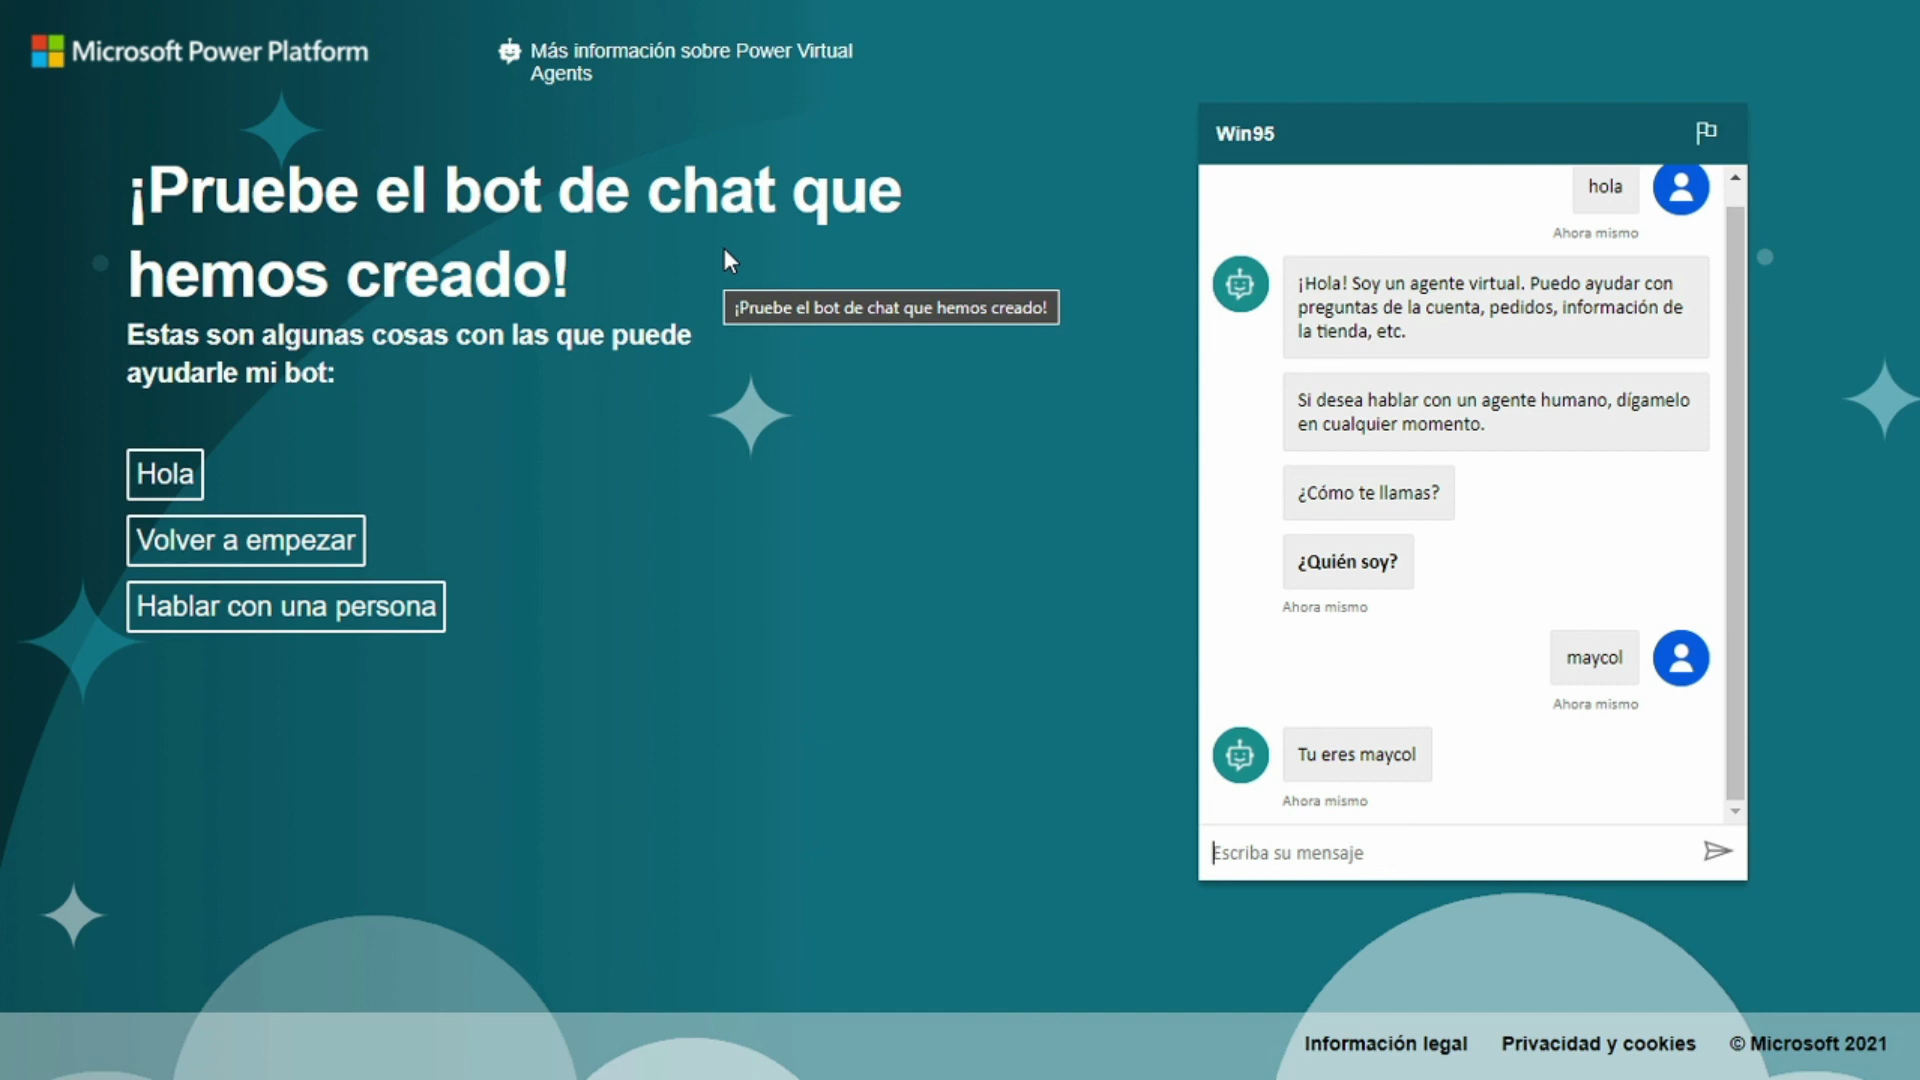 Microsoft Power Platform
Más información sobre Power Virtual
Agents
¡Pruebe el bot de chat que
hemos creado!
¡Pruebe el bot de chat que hemos creado!
Estas son algunas cosas con las que puede
ayudarle mi bot:
Hola
Volver a empezar
Hablar con una persona
Win95
hola
Ahora mismo
¡Hola! Soy un agente virtual. Puedo ayudar con
preguntas de la cuenta, pedidos, información de
la tienda, etc.
Si desea hablar con un agente humano, dígamelo
en cualquier momento.
¿Cómo te llamas?
¿Quién soy?
Ahora mismo
maycol
Ahora mismo
Tu eres maycol
Ahora mismo
Escriba su mensaje
Información legal
Privacidad y cookies
© Microsoft 2021